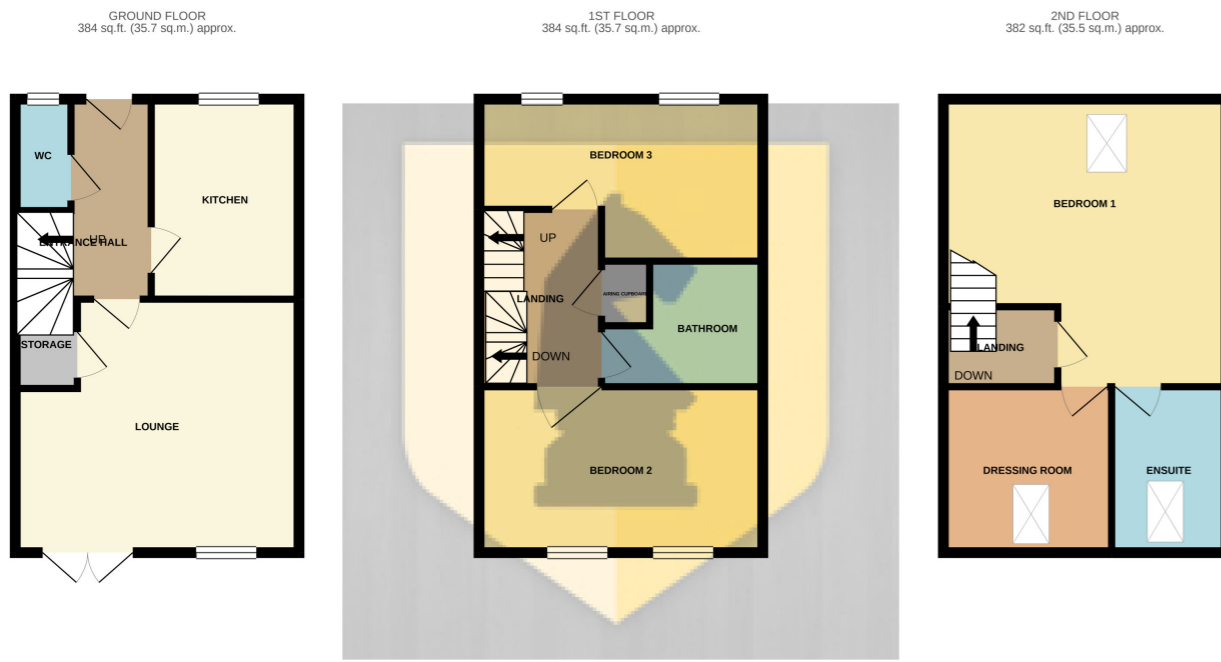 GROUND FLOOR
384 sq.ft. (35.7 sq.m.) approx.
WC
KITCHEN
UP
ENTRANCE HALL
STORAGE
LOUNGE
1ST FLOOR
384 sq.ft. (35.7 sq.m.) approx.
BEDROOM 3
UP
AIRING CUPBOARD
LANDING
BATHROOM
DOWN
BEDROOM 2
2ND FLOOR
382 sq.ft. (35.5 sq.m.) approx.
BEDROOM 1
LANDING
DOWN
DRESSING ROOM
ENSUITE